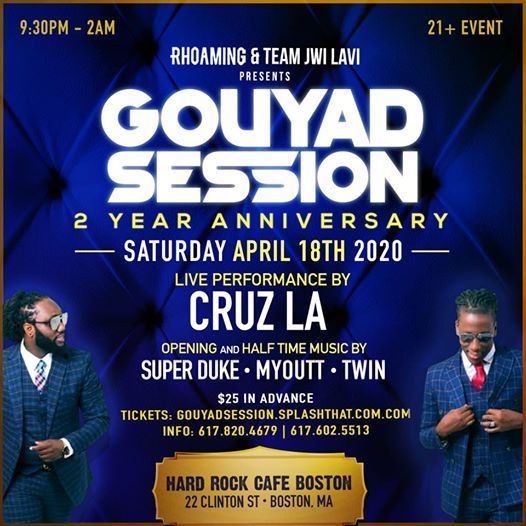 9:30PM - 2AM
21+ EVENT
RHOAMING & TEAM JWI LAVI
PRESENTS
GOUYAD
SESSION
2 YEAR ANNIVERSARY
SATURDAY APRIL 18TH 2020
LIVE PERFORMANCE BY
CRUZ LA
OPENING AND HALF TIME MUSIC BY
SUPER DUKE • MYOUTT • TWIN
$25 IN ADVANCE
TICKETS: GOUYADSESSION.SPLASHTHAT.COM.COM
INFO: 617.820.4679 | 617.602.5513
HARD ROCK CAFE BOSTON
22 CLINTON ST • BOSTON, MA